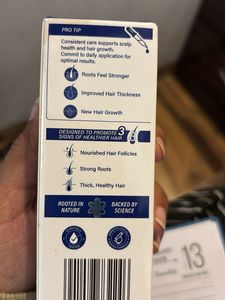 PRO TIP
Consistent care supports scalp
health and hair growth.
Commit to daily application for
optimal results.
Roots Feel Stronger
Improved Hair Thickness
New Hair Growth
DESIGNED TO PROMOTE 3
SIGNS OF HEALTHIER HAIR
Nourished Hair Follicles
Strong Roots
Thick, Healthy Hair
ROOTED IN
NATURE
BACKED BY
SCIENCE
13